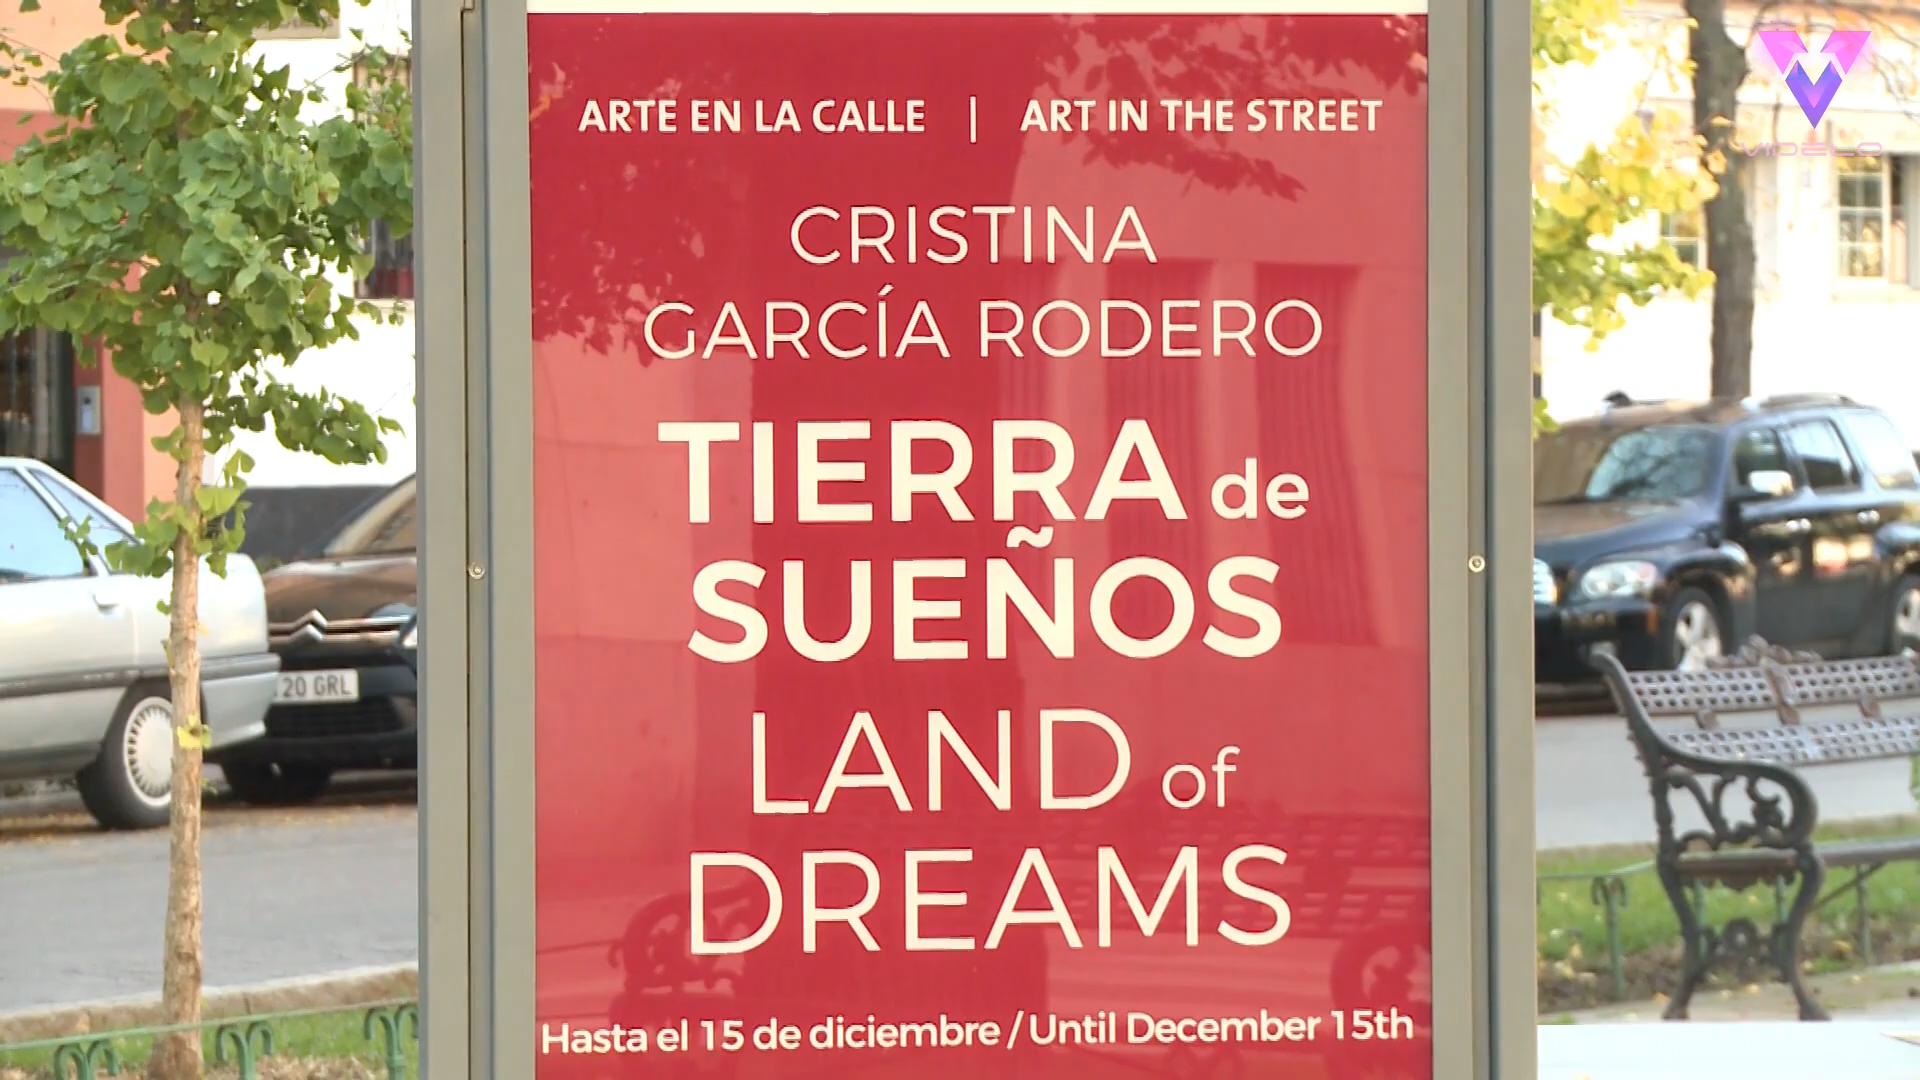 ARTE EN LA CALLE | ART IN THE STREET
CRISTINA
GARCÍA RODERO
TIERRA de
SUEÑOS
LAND of
DREAMS
Hasta el 15 de diciembre / Until December 15th
20 GRL
VIDELO